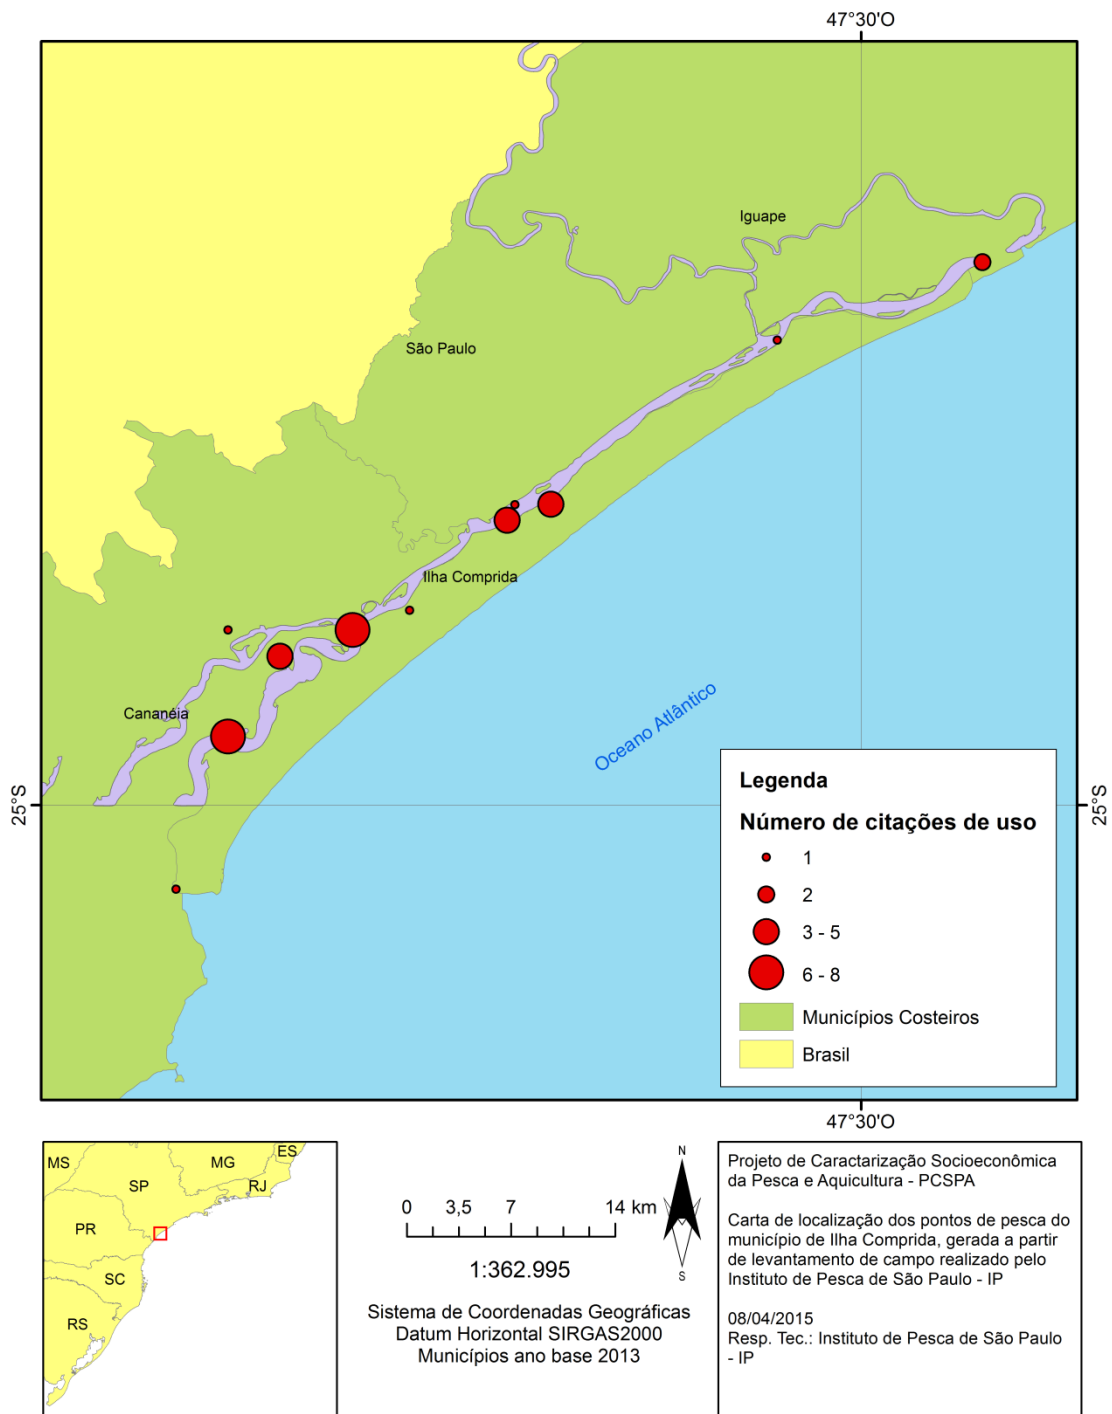 47°30'O
Iguape
São Paulo
Ilha Comprida
Cananéia
Oceano Atlântico
25°S
25°S
Legenda
Número de citações de uso
1
2
3 - 5
6 - 8
Municípios Costeiros
Brasil
47°30'O
MS
MG
ES
SP
RJ
PR
SC
RS
0 3,5 7 14 km
1:362.995
Sistema de Coordenadas Geográficas
Datum Horizontal SIRGAS2000
Municípios ano base 2013
N
S
Projeto de Caractarização Socioeconômica
da Pesca e Aquicultura - PCSPA
Carta de localização dos pontos de pesca do
município de Ilha Comprida, gerada a partir
de levantamento de campo realizado pelo
Instituto de Pesca de São Paulo - IP
08/04/2015
Resp. Tec.: Instituto de Pesca de São Paulo
- IP